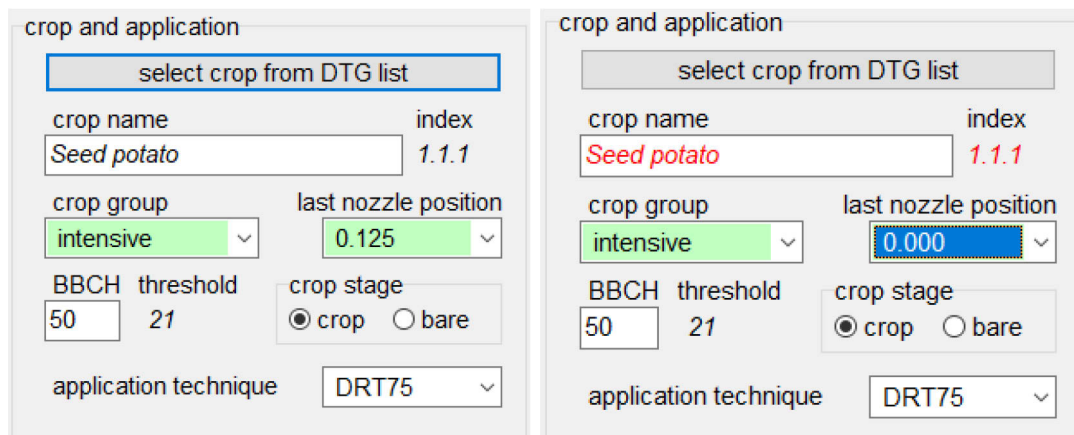 crop and application
select crop from DTG list
crop name index
Seed potato 1.1.1
crop group last nozzle position
intensive 0.125
BBCH threshold crop stage
50 21 crop bare
application technique DRT75
crop and application
select crop from DTG list
crop name index
Seed potato 1.1.1
crop group last nozzle position
intensive 0.000
BBCH threshold crop stage
50 21 crop bare
application technique DRT75